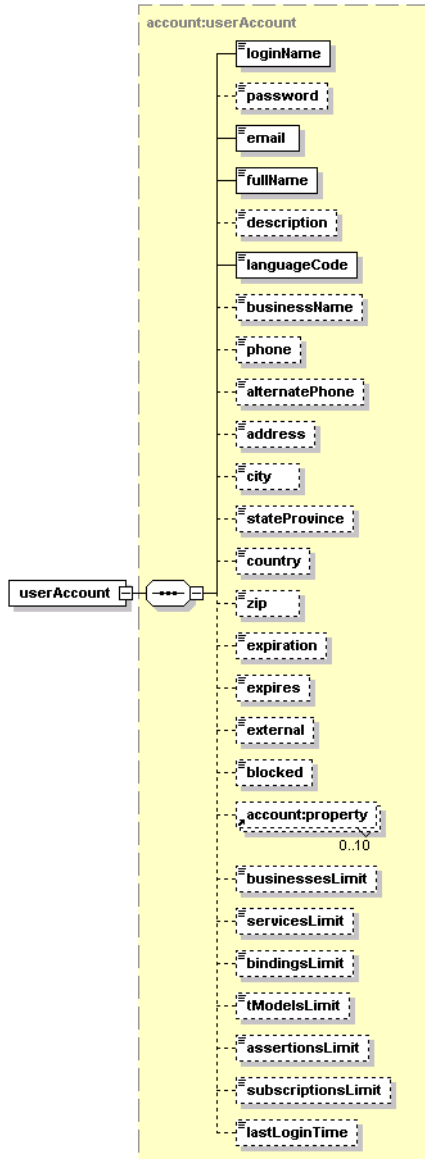 account:userAccount
loginName
password
email
fullName
description
languageCode
businessName
phone
alternatePhone
address
city
stateProvince
country
userAccount
zip
expiration
expires
external
blocked
account:property
0..10
businessesLimit
servicesLimit
bindingsLimit
tModelsLimit
assertionsLimit
subscriptionsLimit
lastLoginTime